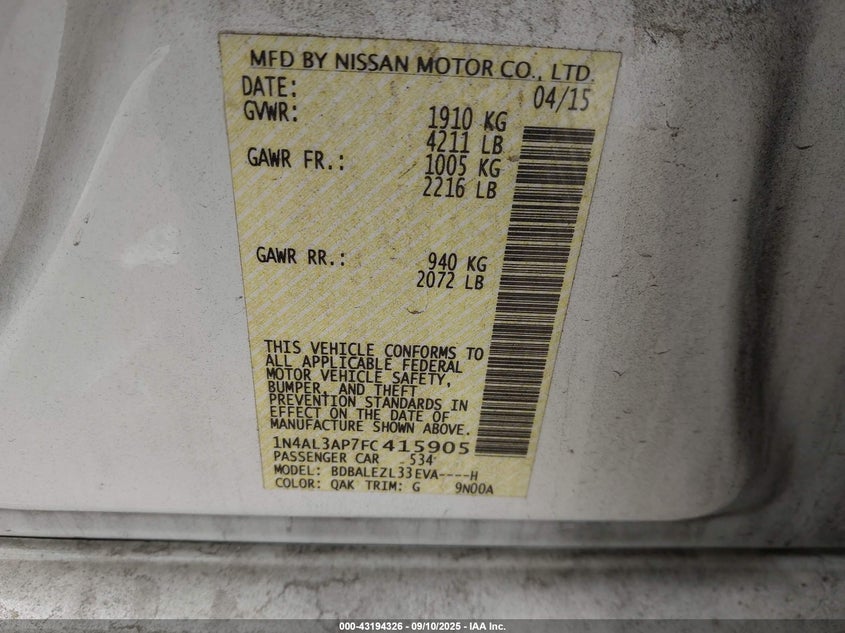 MFD BY NISSAN MOTOR CO., LTD.
DATE: 04/15
GVWR: 1910 KG
4211 LB
GAWR FR.: 1005 KG
2216 LB
GAWR RR.: 940 KG
2072 LB
THIS VEHICLE CONFORMS TO
ALL APPLICABLE FEDERAL
MOTOR VEHICLE SAFETY,
BUMPER, AND THEFT
PREVENTION STANDARDS IN
EFFECT ON THE DATE OF
MANUFACTURE SHOWN ABOVE.
1N4AL3AP7FC415905
PASSENGER CAR 534
MODEL: BDBALEZL33EVA----H
COLOR: QAK TRIM: G 9N00A
000-43194326 - 09/10/2025 - IAA Inc.